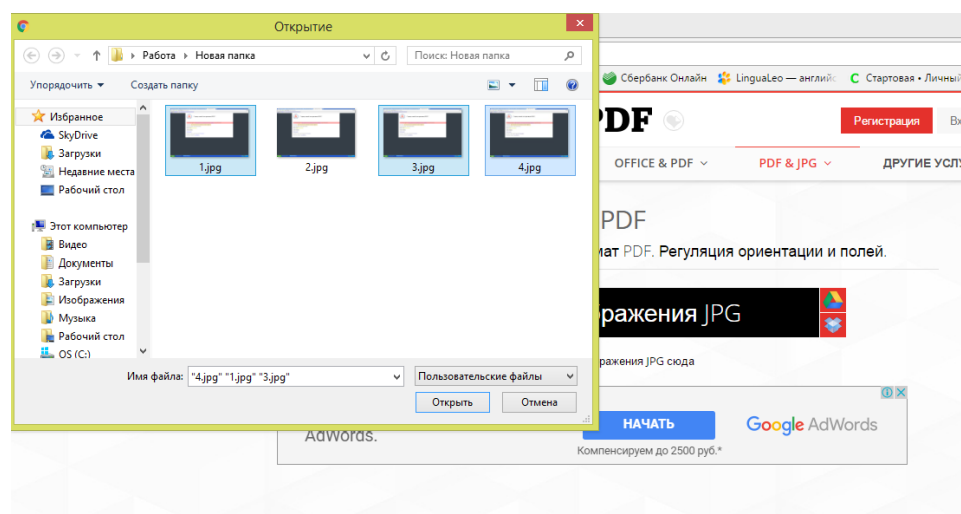 Открытие
Работа Новая папка
Поиск: Новая папка
Упорядочить
Создать папку
Избранное
SkyDrive
Загрузки
Недавние места
Рабочий стол
Этот компьютер
Видео
Документы
Загрузки
Изображения
Музыка
Рабочий стол
OS (C:)
1.jpg
2.jpg
3.jpg
4.jpg
Имя файла: "4.jpg" "1.jpg" "3.jpg"
Пользовательские файлы
Открыть Отмена
Сбербанк Онлайн LinguaLeo — англий Стартовая • Личный
PDF
Регистрация Вх
OFFICE & PDF PDF & JPG ДРУГИЕ УСЛУ
PDF
мат PDF. Регуляция ориентации и полей.
ображения JPG
ражения JPG сюда
AdWords.
НАЧАТЬ
Google AdWords
Компенсируем до 2500 руб.*